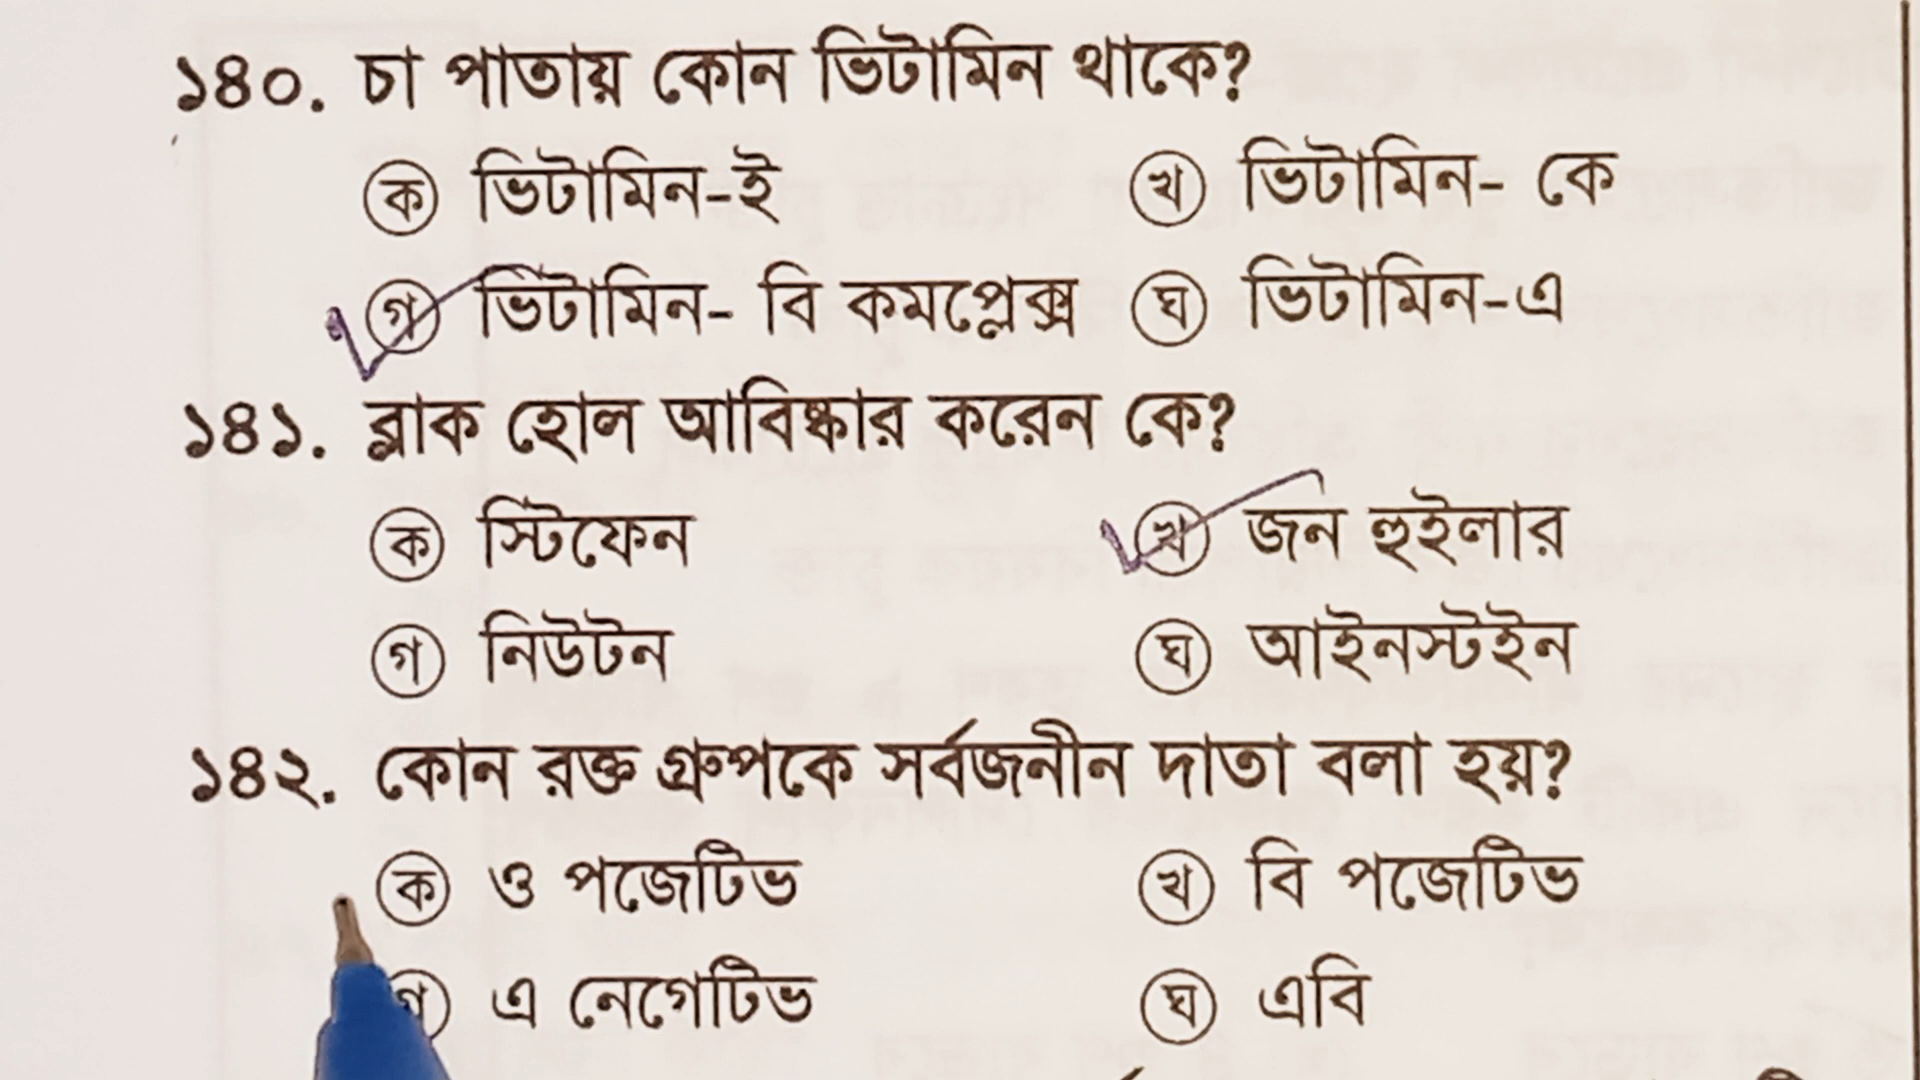 ১৪০. চা পাতায় কোন ভিটামিন থাকে?
ক ভিটামিন-ই খ ভিটামিন- কে
গ ভিটামিন- বি কমপ্লেক্স ঘ ভিটামিন-এ
১৪১. ব্লাক হোল আবিষ্কার করেন কে?
ক স্টিফেন খ জন হুইলার
গ নিউটন ঘ আইনস্টইন
১৪২. কোন রক্ত গ্রুপকে সর্বজনীন দাতা বলা হয়?
ক ও পজেটিভ খ বি পজেটিভ
গ এ নেগেটিভ ঘ এবি